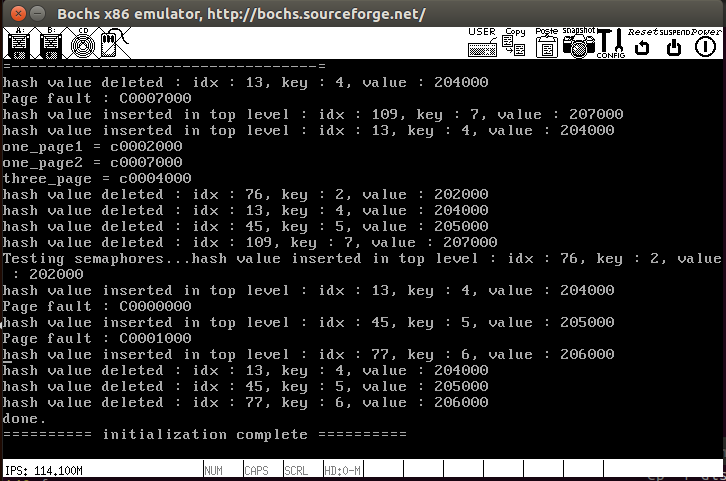 Bochs x86 emulator, http://bochs.sourceforge.net/
A: B: CD USER Copy Paste snapshot CONFIG Reset SUSPEND Power
=-----------------------------------=
hash value deleted : idx : 13, key : 4, value : 204000
Page fault : C0007000
hash value inserted in top level : idx : 109, key : 7, value : 207000
hash value inserted in top level : idx : 13, key : 4, value : 204000
one_page1 = c0002000
one_page2 = c0007000
three_page = c0004000
hash value deleted : idx : 76, key : 2, value : 202000
hash value deleted : idx : 13, key : 4, value : 204000
hash value deleted : idx : 45, key : 5, value : 205000
hash value deleted : idx : 109, key : 7, value : 207000
Testing semaphores...hash value inserted in top level : idx : 76, key : 2, value
 : 202000
hash value inserted in top level : idx : 13, key : 4, value : 204000
Page fault : C0000000
hash value inserted in top level : idx : 45, key : 5, value : 205000
Page fault : C0001000
hash value inserted in top level : idx : 77, key : 6, value : 206000
hash value deleted : idx : 13, key : 4, value : 204000
hash value deleted : idx : 45, key : 5, value : 205000
hash value deleted : idx : 77, key : 6, value : 206000
done.
========== initialization complete ==========
IPS: 114.100M NUM CAPS SCRL HD:0-M